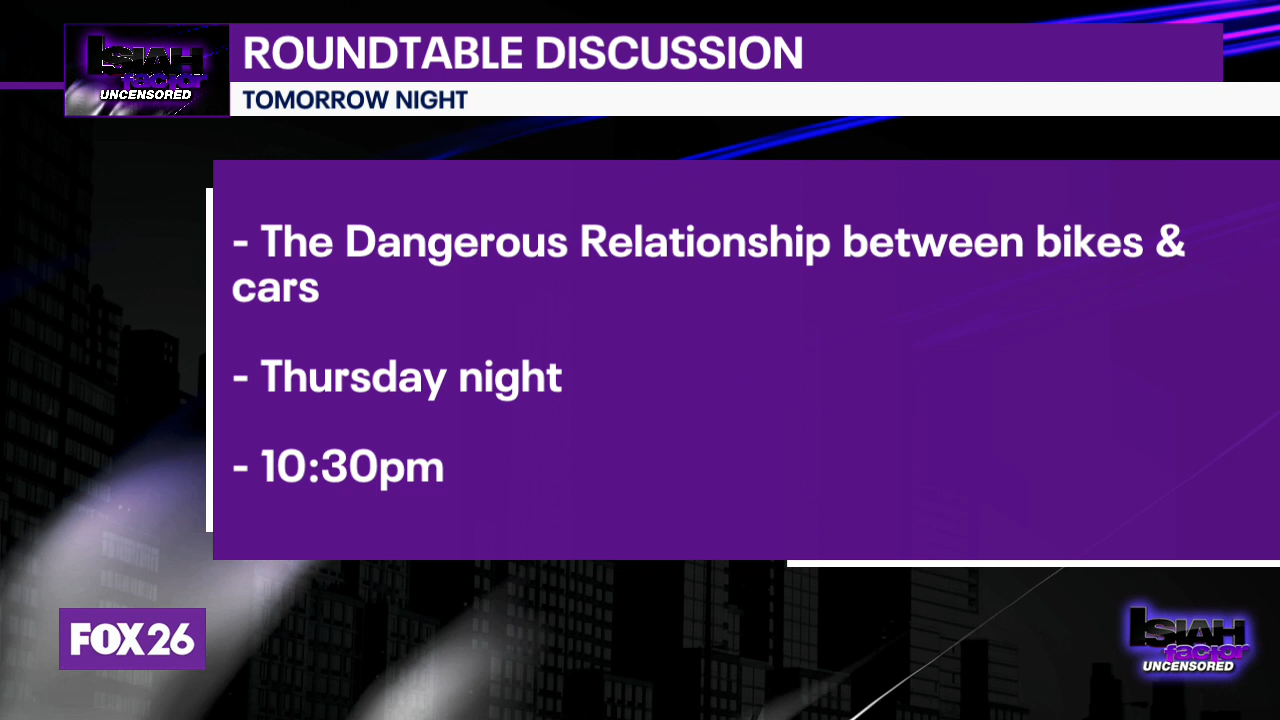 ISIAH
factor
UNCENSORED
ROUNDTABLE DISCUSSION
TOMORROW NIGHT
- The Dangerous Relationship between bikes &
cars
- Thursday night
- 10:30pm
FOX 26
ISIAH
factor
UNCENSORED